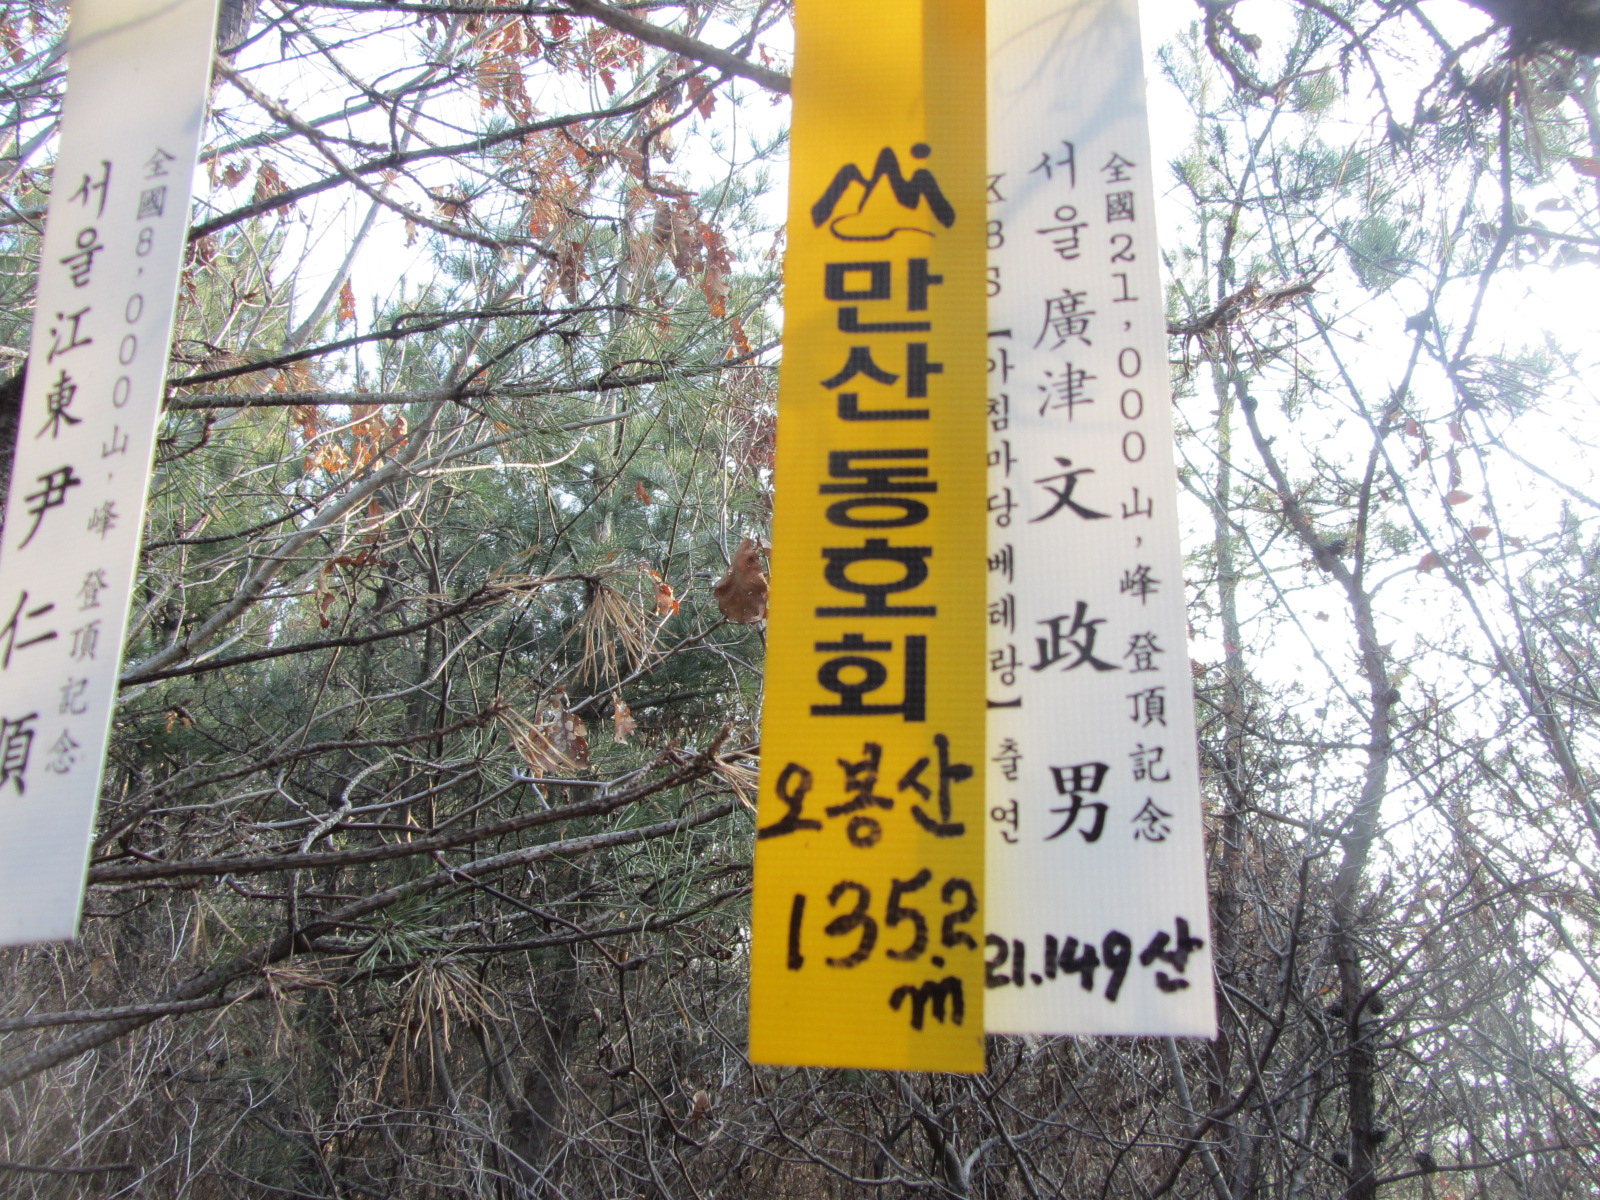 全國8,000山,峰 登頂記念
서울江東 尹仁順
만산동호회
오봉산
135.2
m
全國21,000山,峰 登頂記念
서울 廣津 文政男
KBS【아침마당베테랑】출연
21.149산